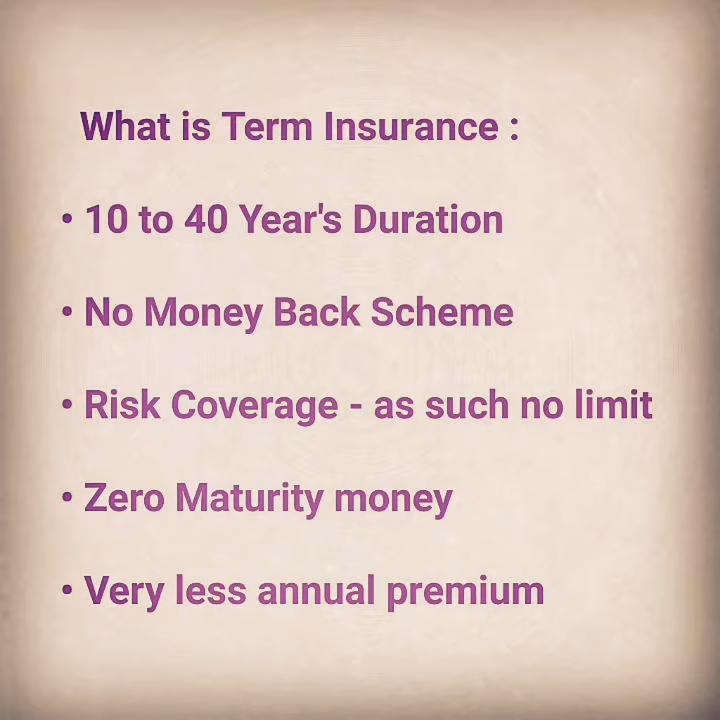 What is Term Insurance :
• 10 to 40 Year's Duration
• No Money Back Scheme
• Risk Coverage - as such no limit
• Zero Maturity money
• Very less annual premium